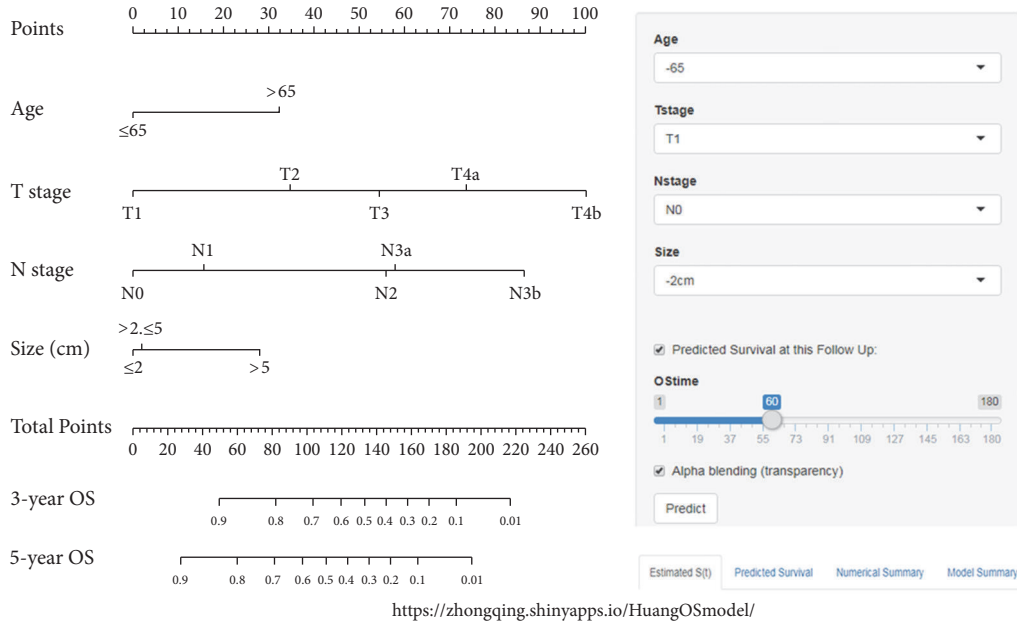 Points
0 10 20 30 40 50 60 70 80 90 100
Age
>65
≤65
T stage
T2 T4a
T1 T3 T4b
N stage
N1 N3a
N0 N2 N3b
Size (cm)
>2.≤5
≤2 >5
Total Points
0 20 40 60 80 100 120 140 160 180 200 220 240 260
3-year OS
0.9 0.8 0.7 0.6 0.5 0.4 0.3 0.2 0.1 0.01
5-year OS
0.9 0.8 0.7 0.6 0.5 0.4 0.3 0.2 0.1 0.01
Age
-65
Tstage
T1
Nstage
N0
Size
-2cm
Predicted Survival at this Follow Up:
OStime
1 60 180
1 19 37 55 73 91 109 127 145 163 180
Alpha blending (transparency)
Predict
Estimated S(t) Predicted Survival Numerical Summary Model Summary
https://zhongqing.shinyapps.io/HuangOSmodel/